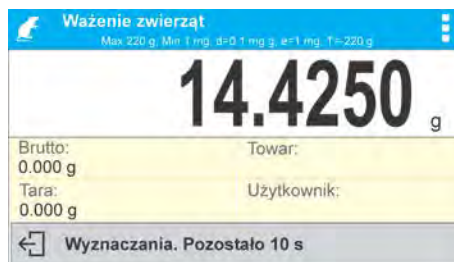 Ważenie zwierząt
Max 220 g, Min 1 mg, d=0.1 mg g, e=1 mg, T=-220 g
14.4250 g
Brutto: Towar:
0.000 g
Tara: Użytkownik:
0.000 g
Wyznaczania. Pozostało 10 s